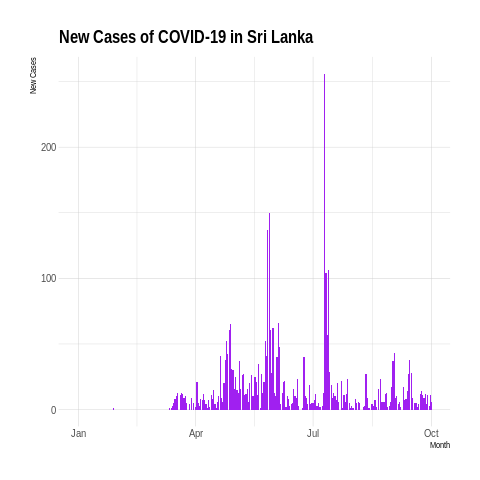 New Cases of COVID-19 in Sri Lanka
New Cases
200
100
0
Jan Apr Jul Oct
Month